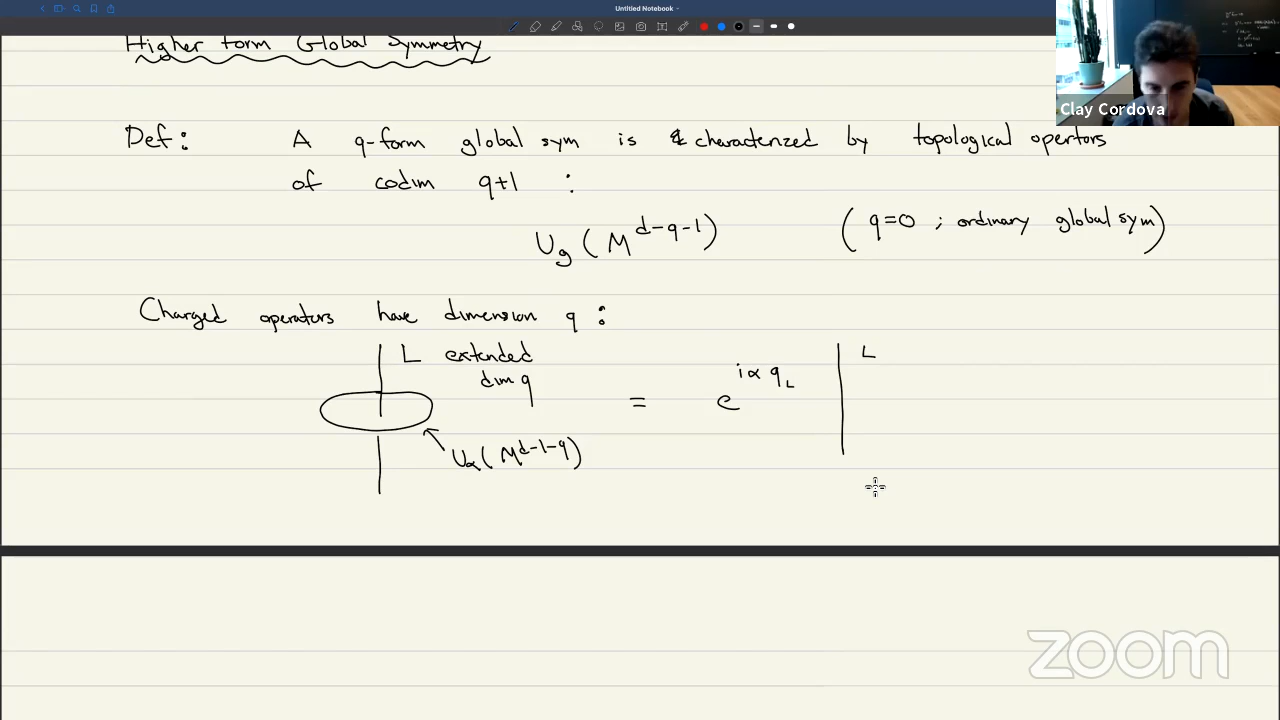 Untitled Notebook
Higher form Global Symmetry
Clay Cordova
Def: A q-form global sym is characterized by topological opertors
of codim q+1 :
U_g ( M^{d-q-1} ) ( q=0 ; ordinary global sym )
Charged operators have dimension q :
L extended
dim q
= e^{iα q_L} L
U_α ( M^{d-1-q} )
zoom